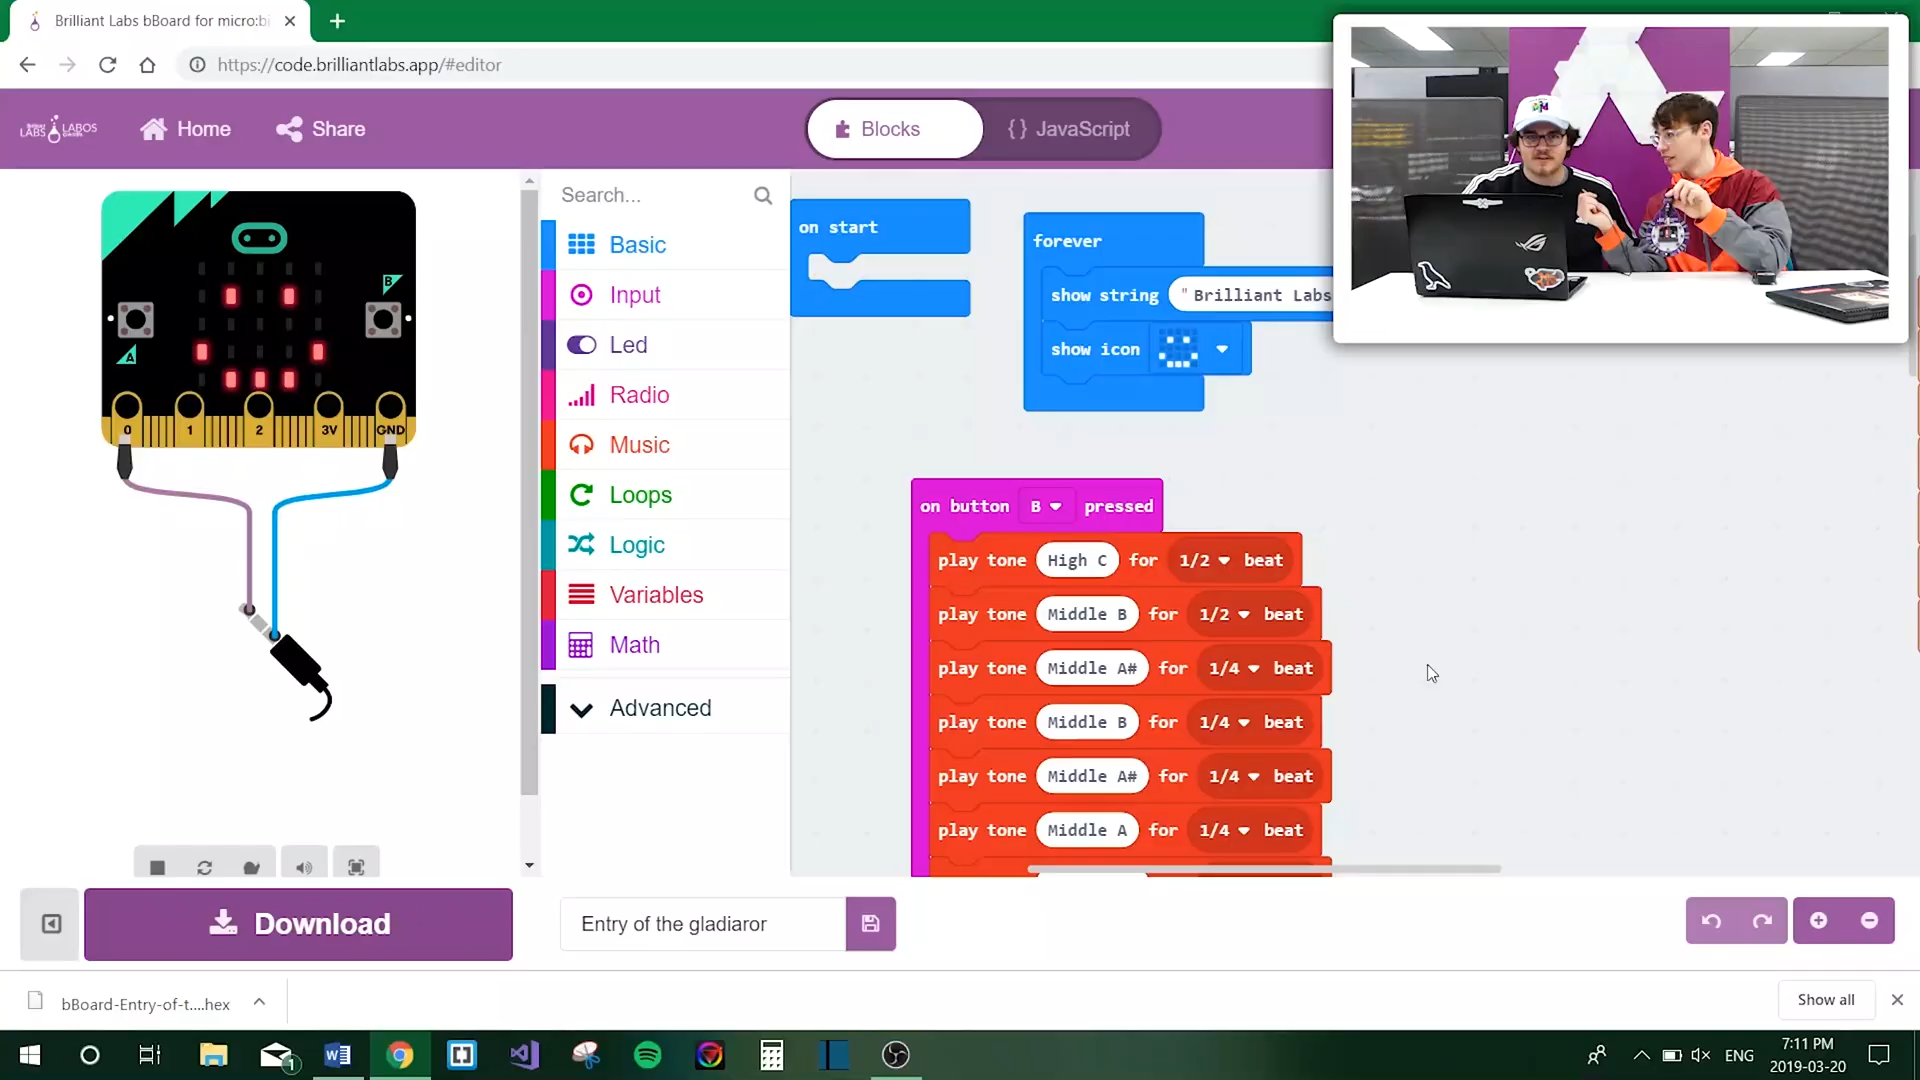 Brilliant Labs bBoard for micro:bi
https://code.brilliantlabs.app/#editor
LABS LABOS
Home
Share
Blocks
{ } JavaScript
Search...
Basic
Input
Led
Radio
Music
Loops
Logic
Variables
Math
Advanced
B
A
0 1 2 3V GND
on start
forever
show string " Brilliant Labs
show icon
on button B pressed
play tone High C for 1/2 beat
play tone Middle B for 1/2 beat
play tone Middle A# for 1/4 beat
play tone Middle B for 1/4 beat
play tone Middle A# for 1/4 beat
play tone Middle A for 1/4 beat
Download
Entry of the gladiaror
bBoard-Entry-of-t....hex
Show all
1
ENG
7:11 PM
2019-03-20